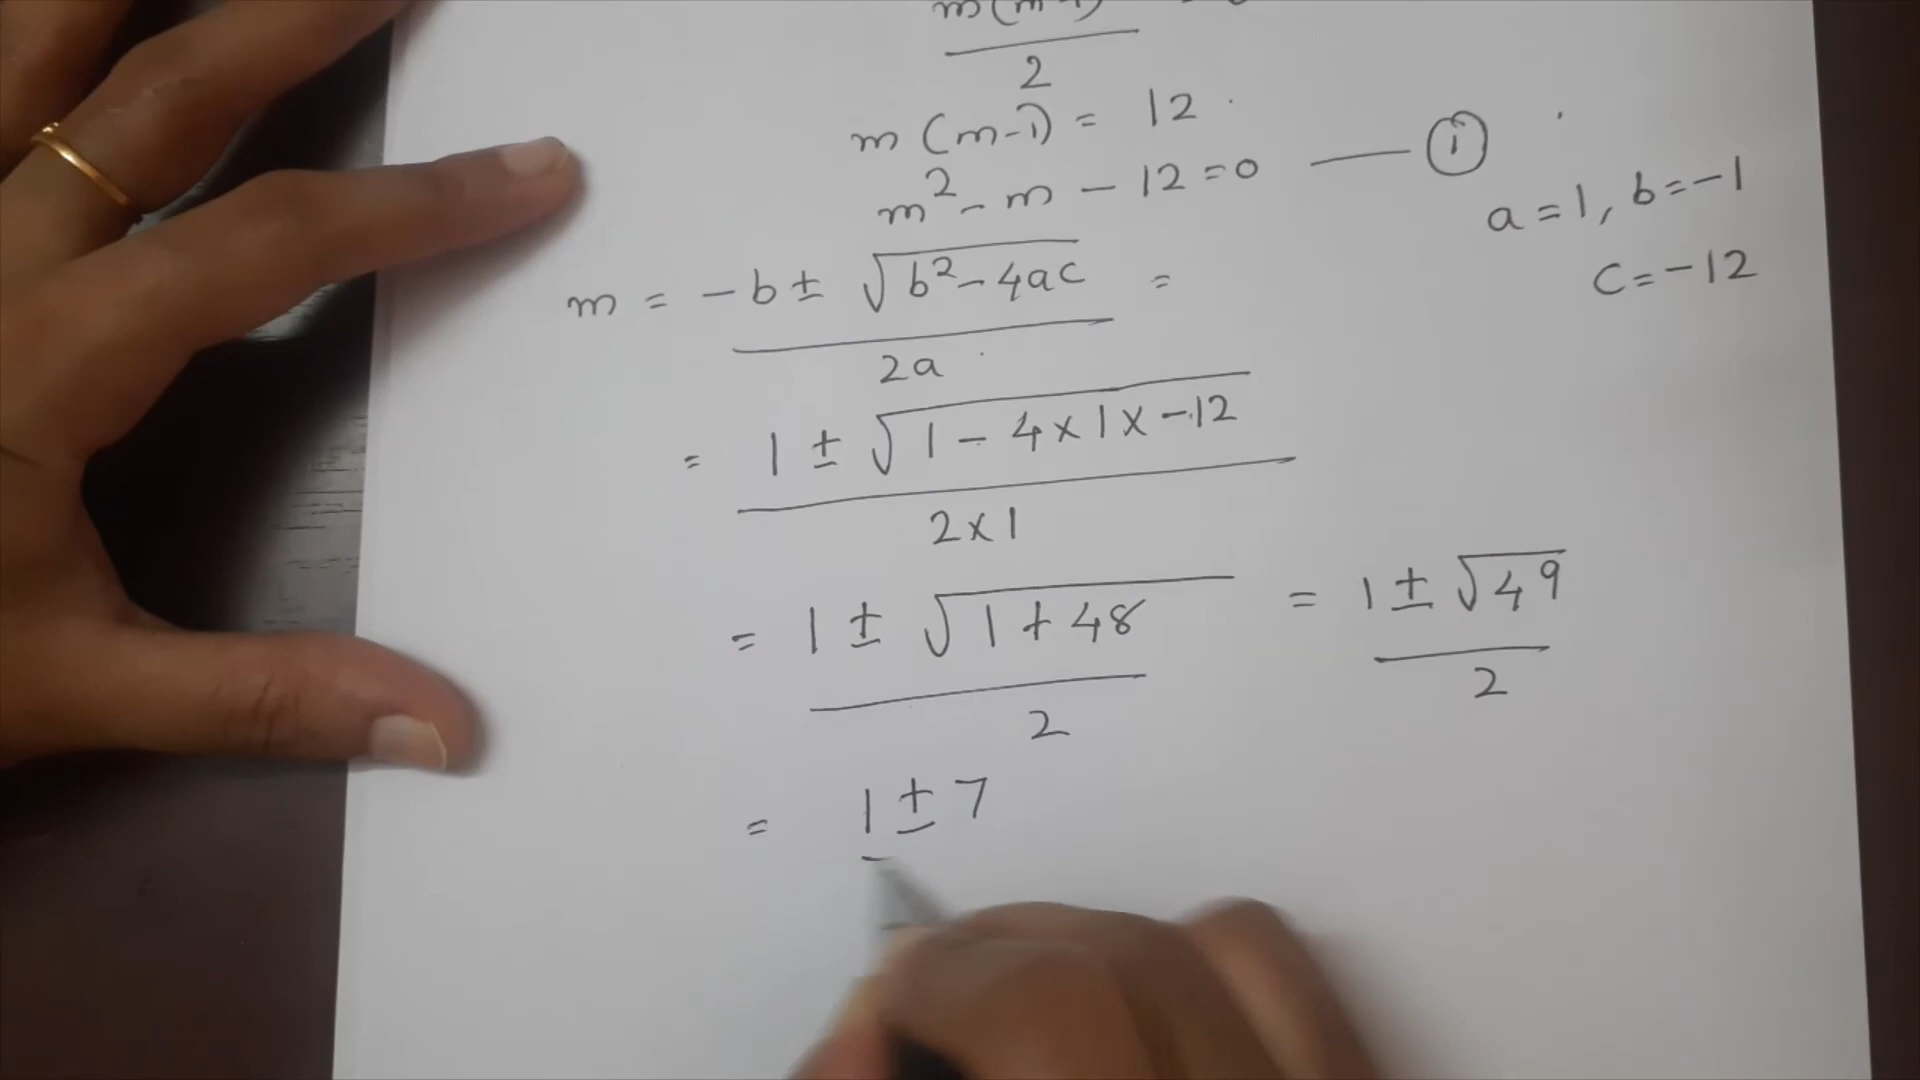 m(m-1)
2
m (m-1) = 12
m² - m - 12 = 0 —— (i)
a = 1, b = -1
c = -12
m = -b ± √b² - 4ac =
2a
= 1 ± √1 - 4 x 1 x -12
2 x 1
= 1 ± √1 + 48 = 1 ± √49
2 2
= 1 ± 7